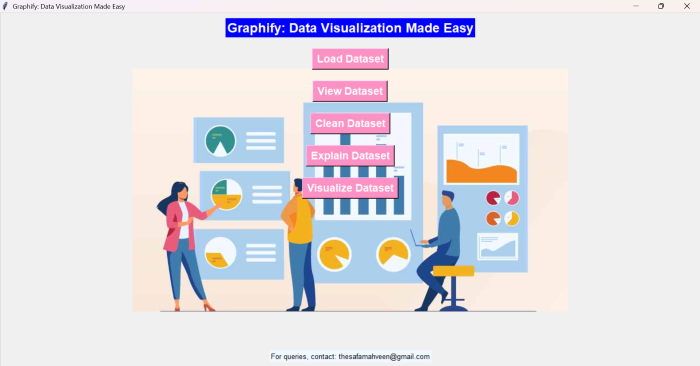 Graphify: Data Visualization Made Easy
Graphify: Data Visualization Made Easy
Load Dataset
View Dataset
Clean Dataset
Explain Dataset
Visualize Dataset
For queries, contact: thesafamahveen@gmail.com